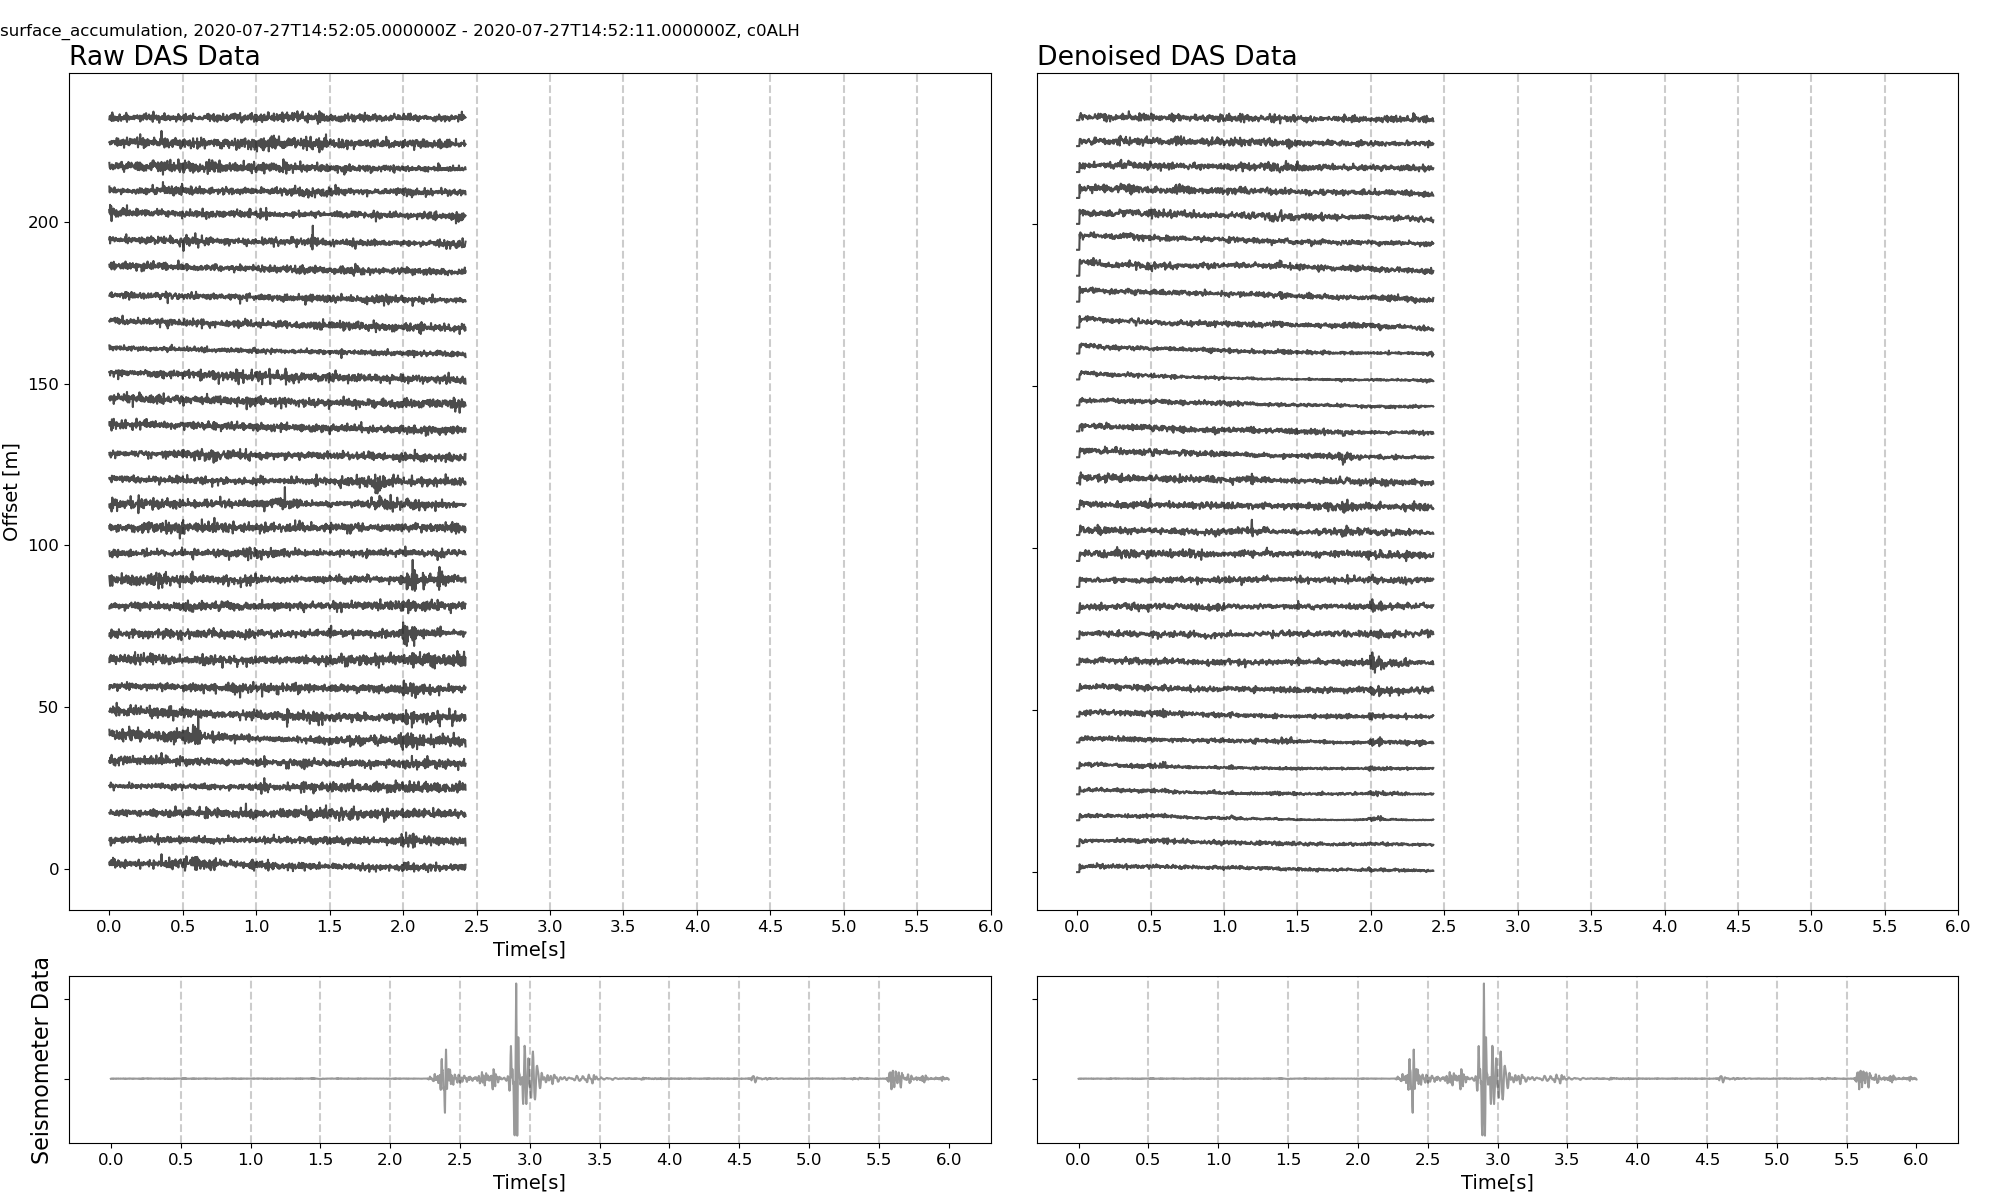 surface_accumulation, 2020-07-27T14:52:05.000000Z - 2020-07-27T14:52:11.000000Z, c0ALH
Raw DAS Data
Denoised DAS Data
Offset [m]
200
150
100
50
0
0.0 0.5 1.0 1.5 2.0 2.5 3.0 3.5 4.0 4.5 5.0 5.5 6.0
Time[s]
0.0 0.5 1.0 1.5 2.0 2.5 3.0 3.5 4.0 4.5 5.0 5.5 6.0
Seismometer Data
0.0 0.5 1.0 1.5 2.0 2.5 3.0 3.5 4.0 4.5 5.0 5.5 6.0
Time[s]
0.0 0.5 1.0 1.5 2.0 2.5 3.0 3.5 4.0 4.5 5.0 5.5 6.0
Time[s]